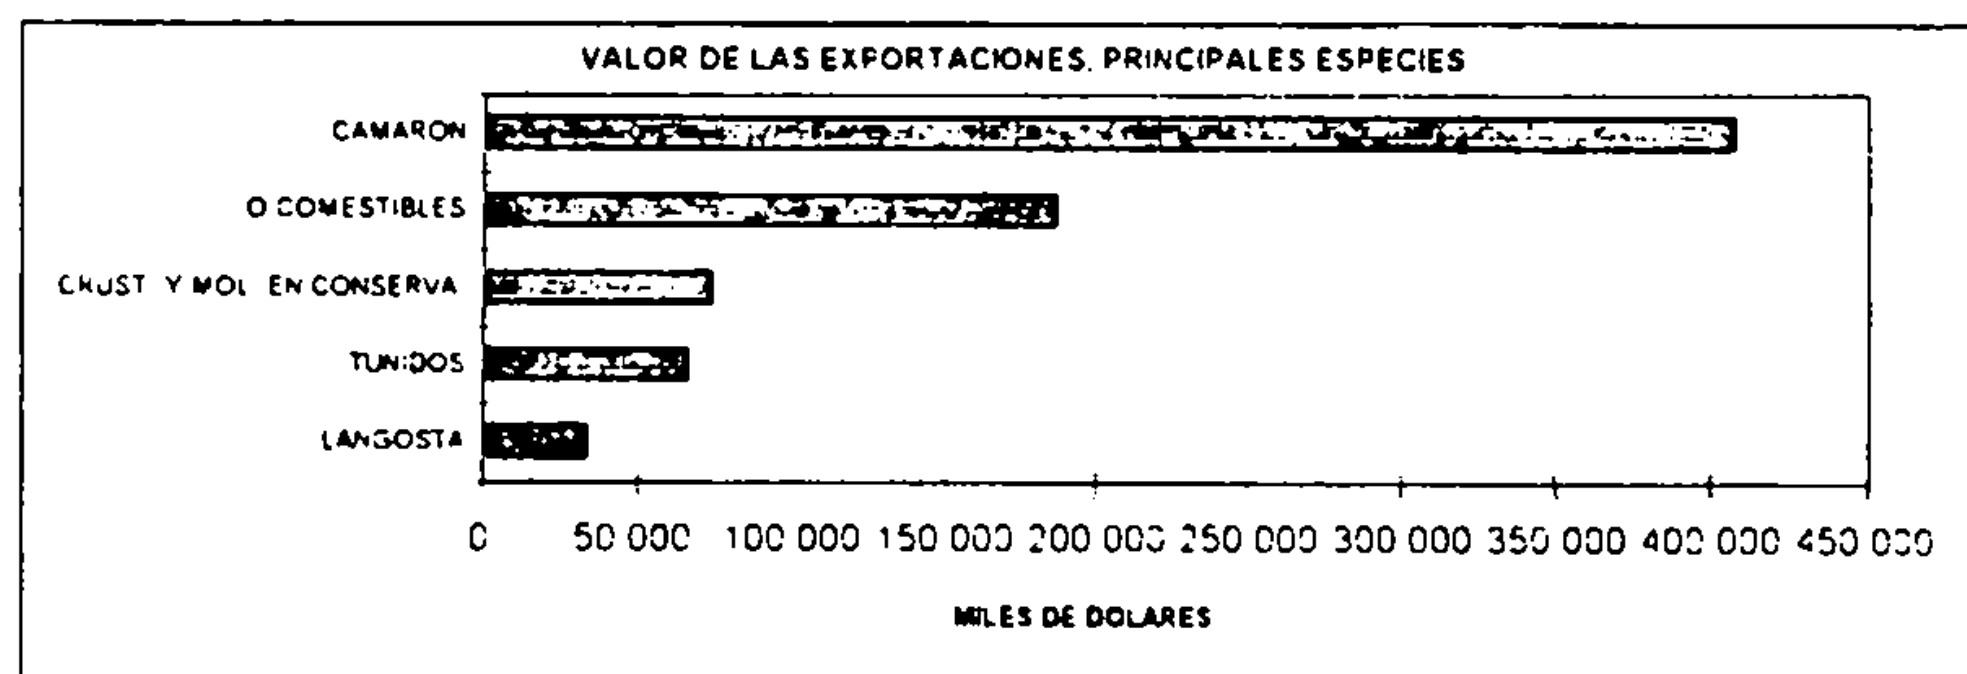 VALOR DE LAS EXPORTACIONES. PRINCIPALES ESPECIES
CAMARON
O COMESTIBLES
CRUST Y MOL EN CONSERVA
TUNIDOS
LANGOSTA
0 50 000 100 000 150 000 200 000 250 000 300 000 350 000 400 000 450 000
MILES DE DOLARES